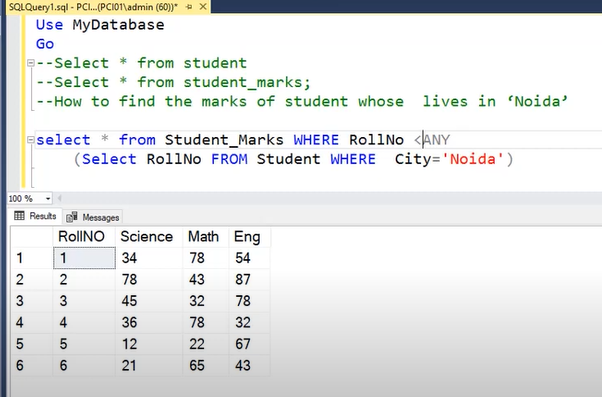 SQLQuery1.sql - PCI...(PCI01\admin (60))*
Use MyDatabase
Go
--Select * from student
--Select * from student_marks;
--How to find the marks of student whose  lives in ‘Noida’
select * from Student_Marks WHERE RollNo <ANY
(Select RollNo FROM Student WHERE  City='Noida')
100 %
Results Messages
RollNO Science Math Eng
1 1 34 78 54
2 2 78 43 87
3 3 45 32 78
4 4 36 78 32
5 5 12 22 67
6 6 21 65 43